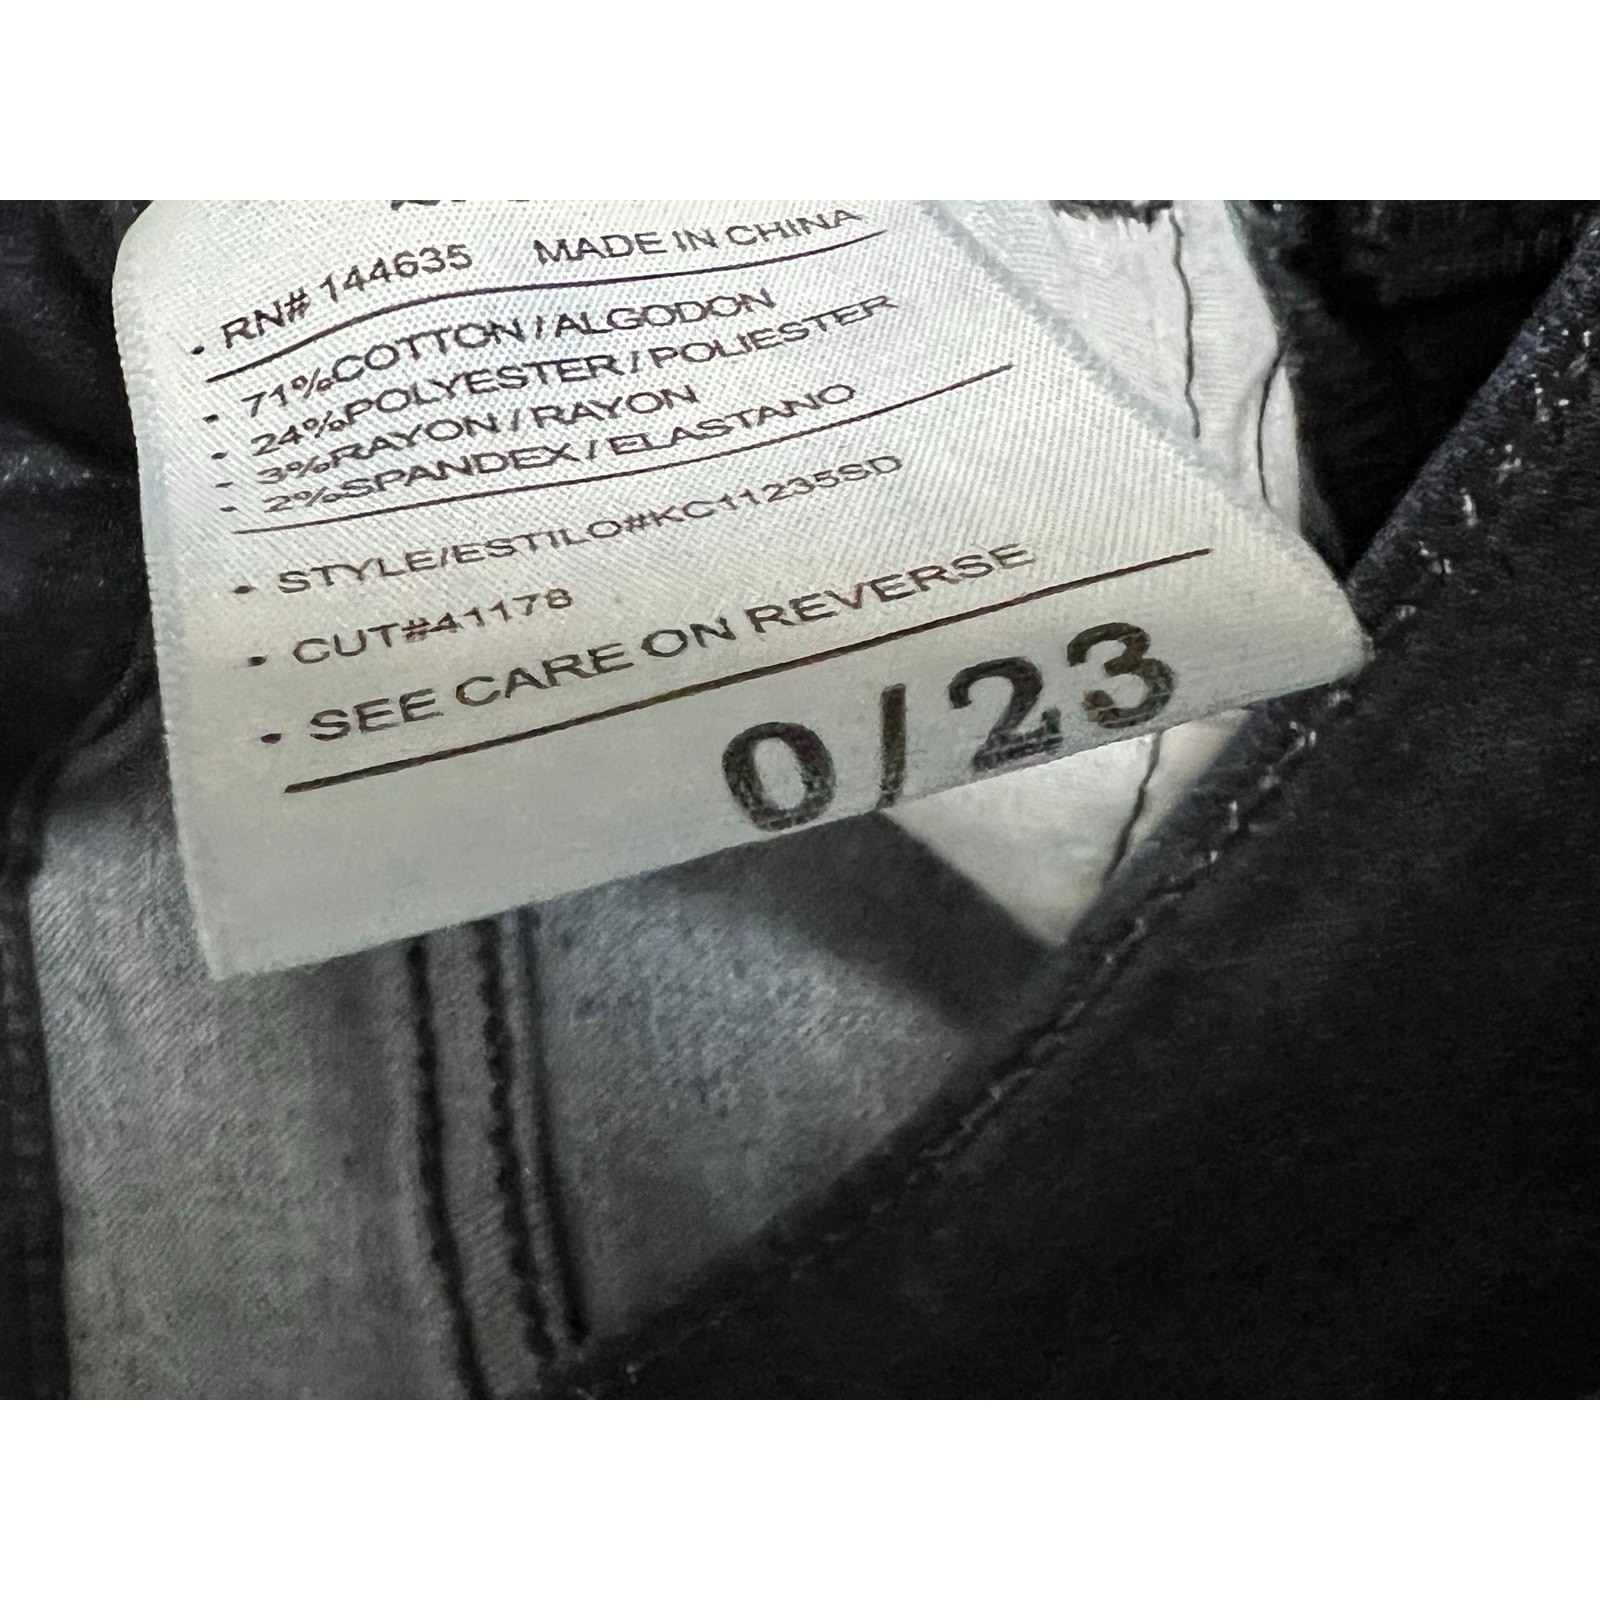 • RN# 144635 MADE IN CHINA
• 71%COTTON / ALGODON
• 24%POLYESTER / POLIESTER
• 3%RAYON / RAYON
• 2%SPANDEX / ELASTANO
• STYLE/ESTILO#KC11235SD
• CUT#41178
• SEE CARE ON REVERSE
0/23